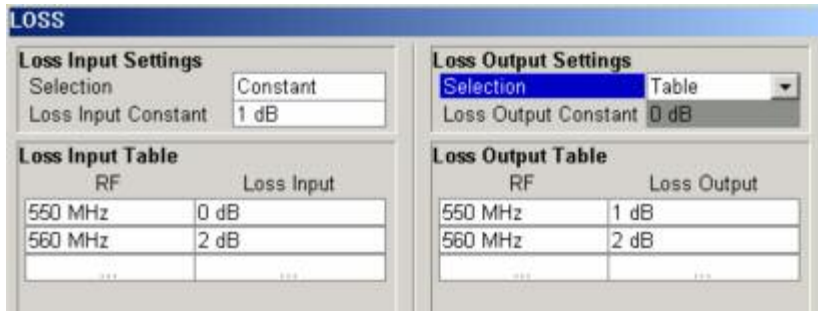 LOSS
Loss Input Settings
Selection Constant
Loss Input Constant 1 dB
Loss Input Table
RF Loss Input
550 MHz 0 dB
560 MHz 2 dB
... ...
Loss Output Settings
Selection Table
Loss Output Constant 0 dB
Loss Output Table
RF Loss Output
550 MHz 1 dB
560 MHz 2 dB
... ...